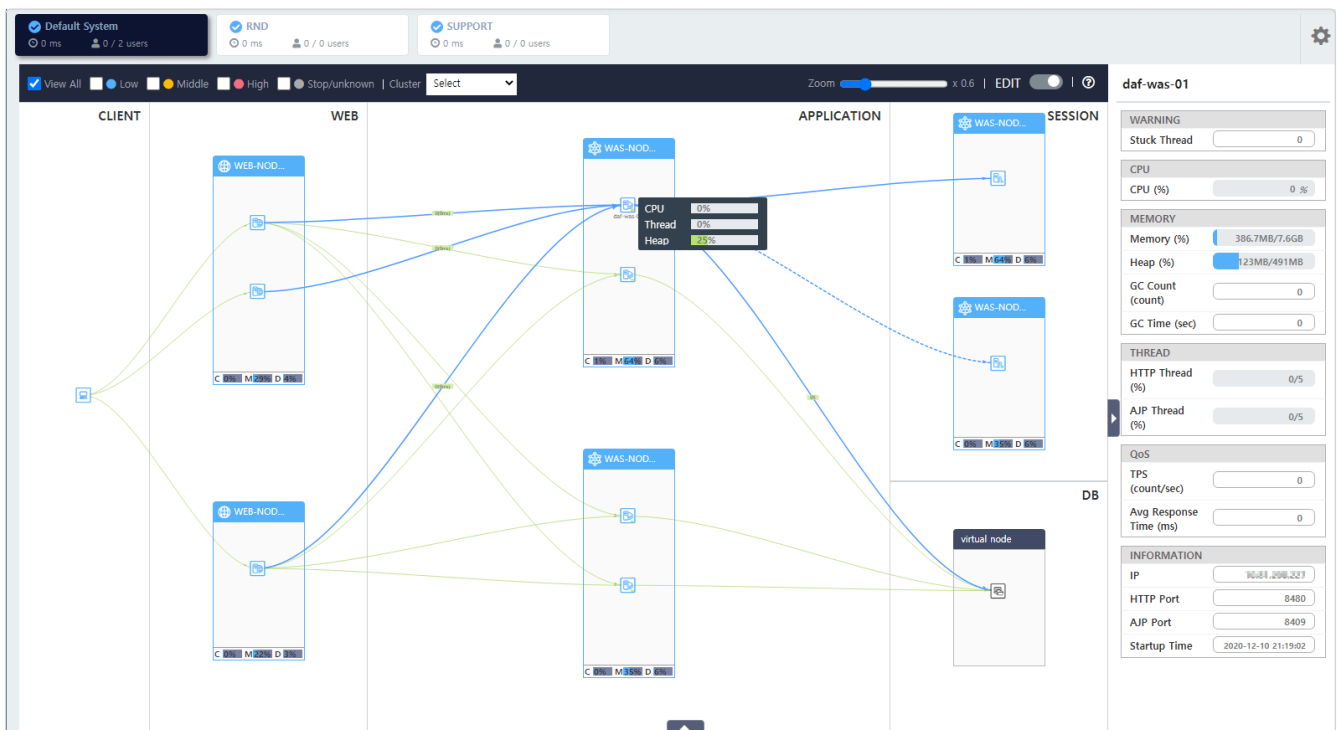 Default System
0 ms 0 / 2 users
RND
0 ms 0 / 0 users
SUPPORT
0 ms 0 / 0 users
View All Low Middle High Stop/unknown | Cluster Select
Zoom x 0.6 | EDIT |
CLIENT
WEB
APPLICATION
SESSION
DB
WEB-NOD...
C 0% M 29% D 4%
WEB-NOD...
C 0% M 22% D 3%
WAS-NOD...
CPU 0%
Thread 0%
Heap 25%
C 1% M 64% D 6%
WAS-NOD...
C 0% M 35% D 6%
WAS-NOD...
C 1% M 64% D 6%
WAS-NOD...
C 0% M 35% D 6%
virtual node
daf-was-01
WARNING
Stuck Thread 0
CPU
CPU (%) 0 %
MEMORY
Memory (%) 386.7MB/7.6GB
Heap (%) 123MB/491MB
GC Count
(count) 0
GC Time (sec) 0
THREAD
HTTP Thread
(%) 0/5
AJP Thread
(%) 0/5
QoS
TPS
(count/sec) 0
Avg Response
Time (ms) 0
INFORMATION
IP
HTTP Port 8480
AJP Port 8409
Startup Time 2020-12-10 21:19:02